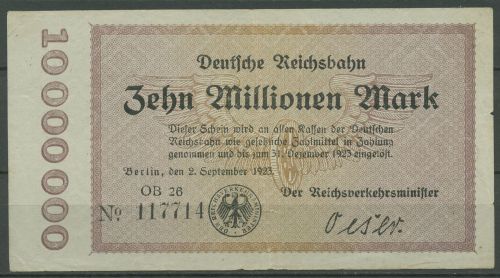 10000000
Deutsche Reichsbahn
Zehn Millionen Mark
Dieser Schein wird an allen Kassen der Deutschen
Reichsbahn wie gesetzliche Zahlmittel in Zahlung
genommen und bis zum 31. Dezember 1923 eingelöst.
Berlin, den 2. September 1923.
OB 26
Der Reichsverkehrsminister
No 117714
Oeser.